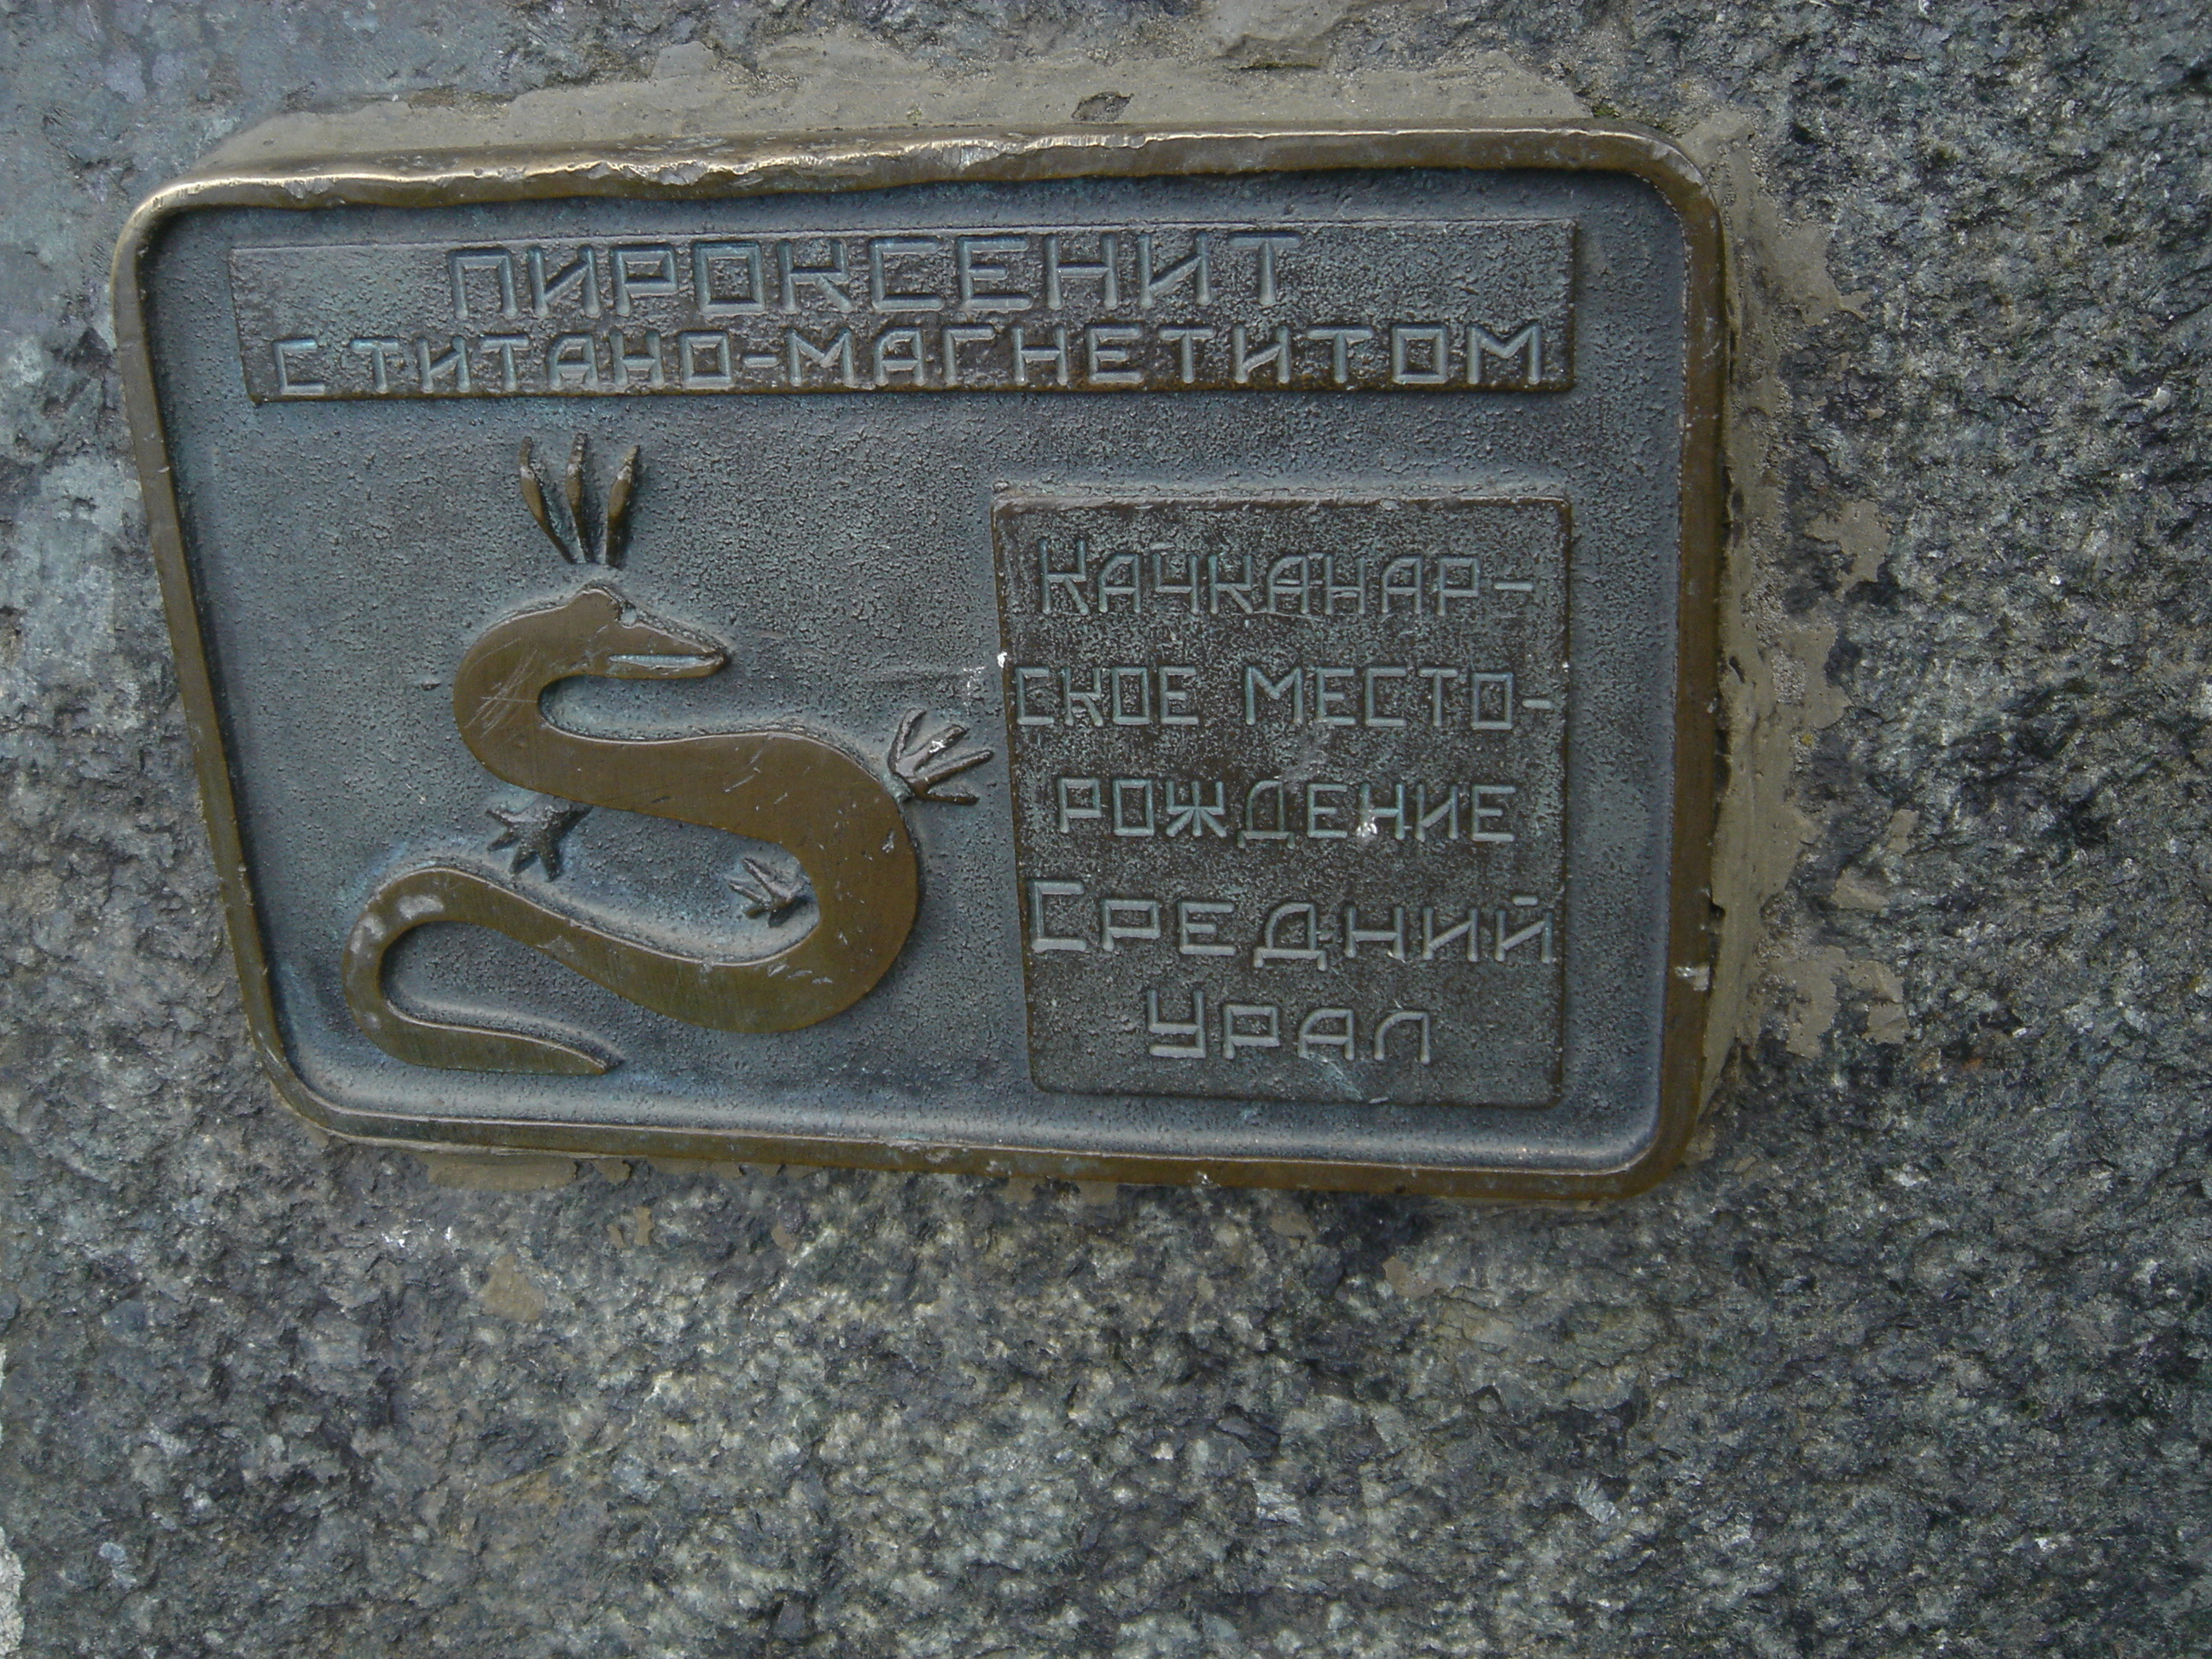 ПИРОКСЕНИТ
С ТИТАНО-МАГНЕТИТОМ
КАЧКАНАР-
СКОЕ МЕСТО-
РОЖДЕНИЕ
СРЕДНИЙ
УРАЛ